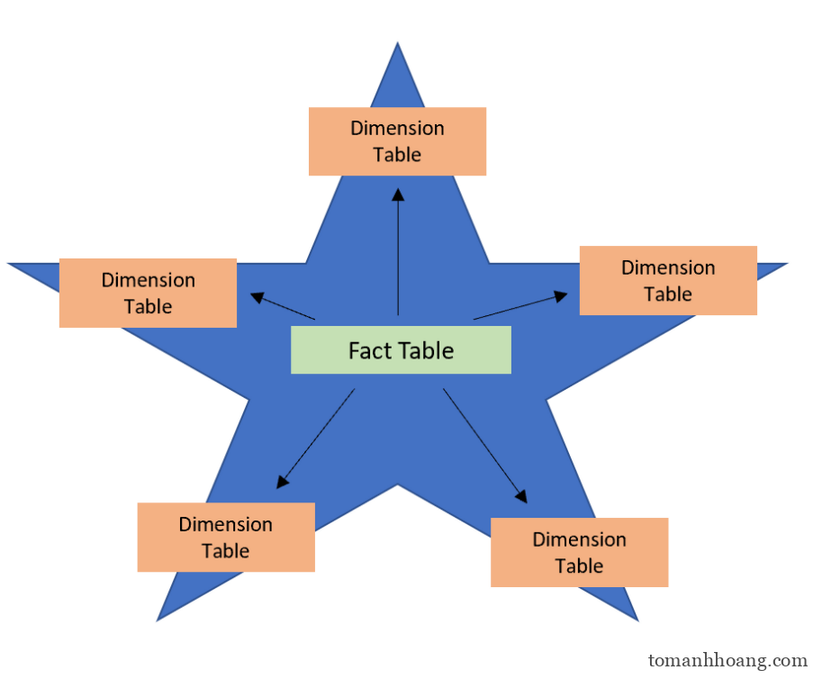 Dimension
Table
Dimension
Table
Dimension
Table
Fact Table
Dimension
Table
Dimension
Table
tomanhhoang.com